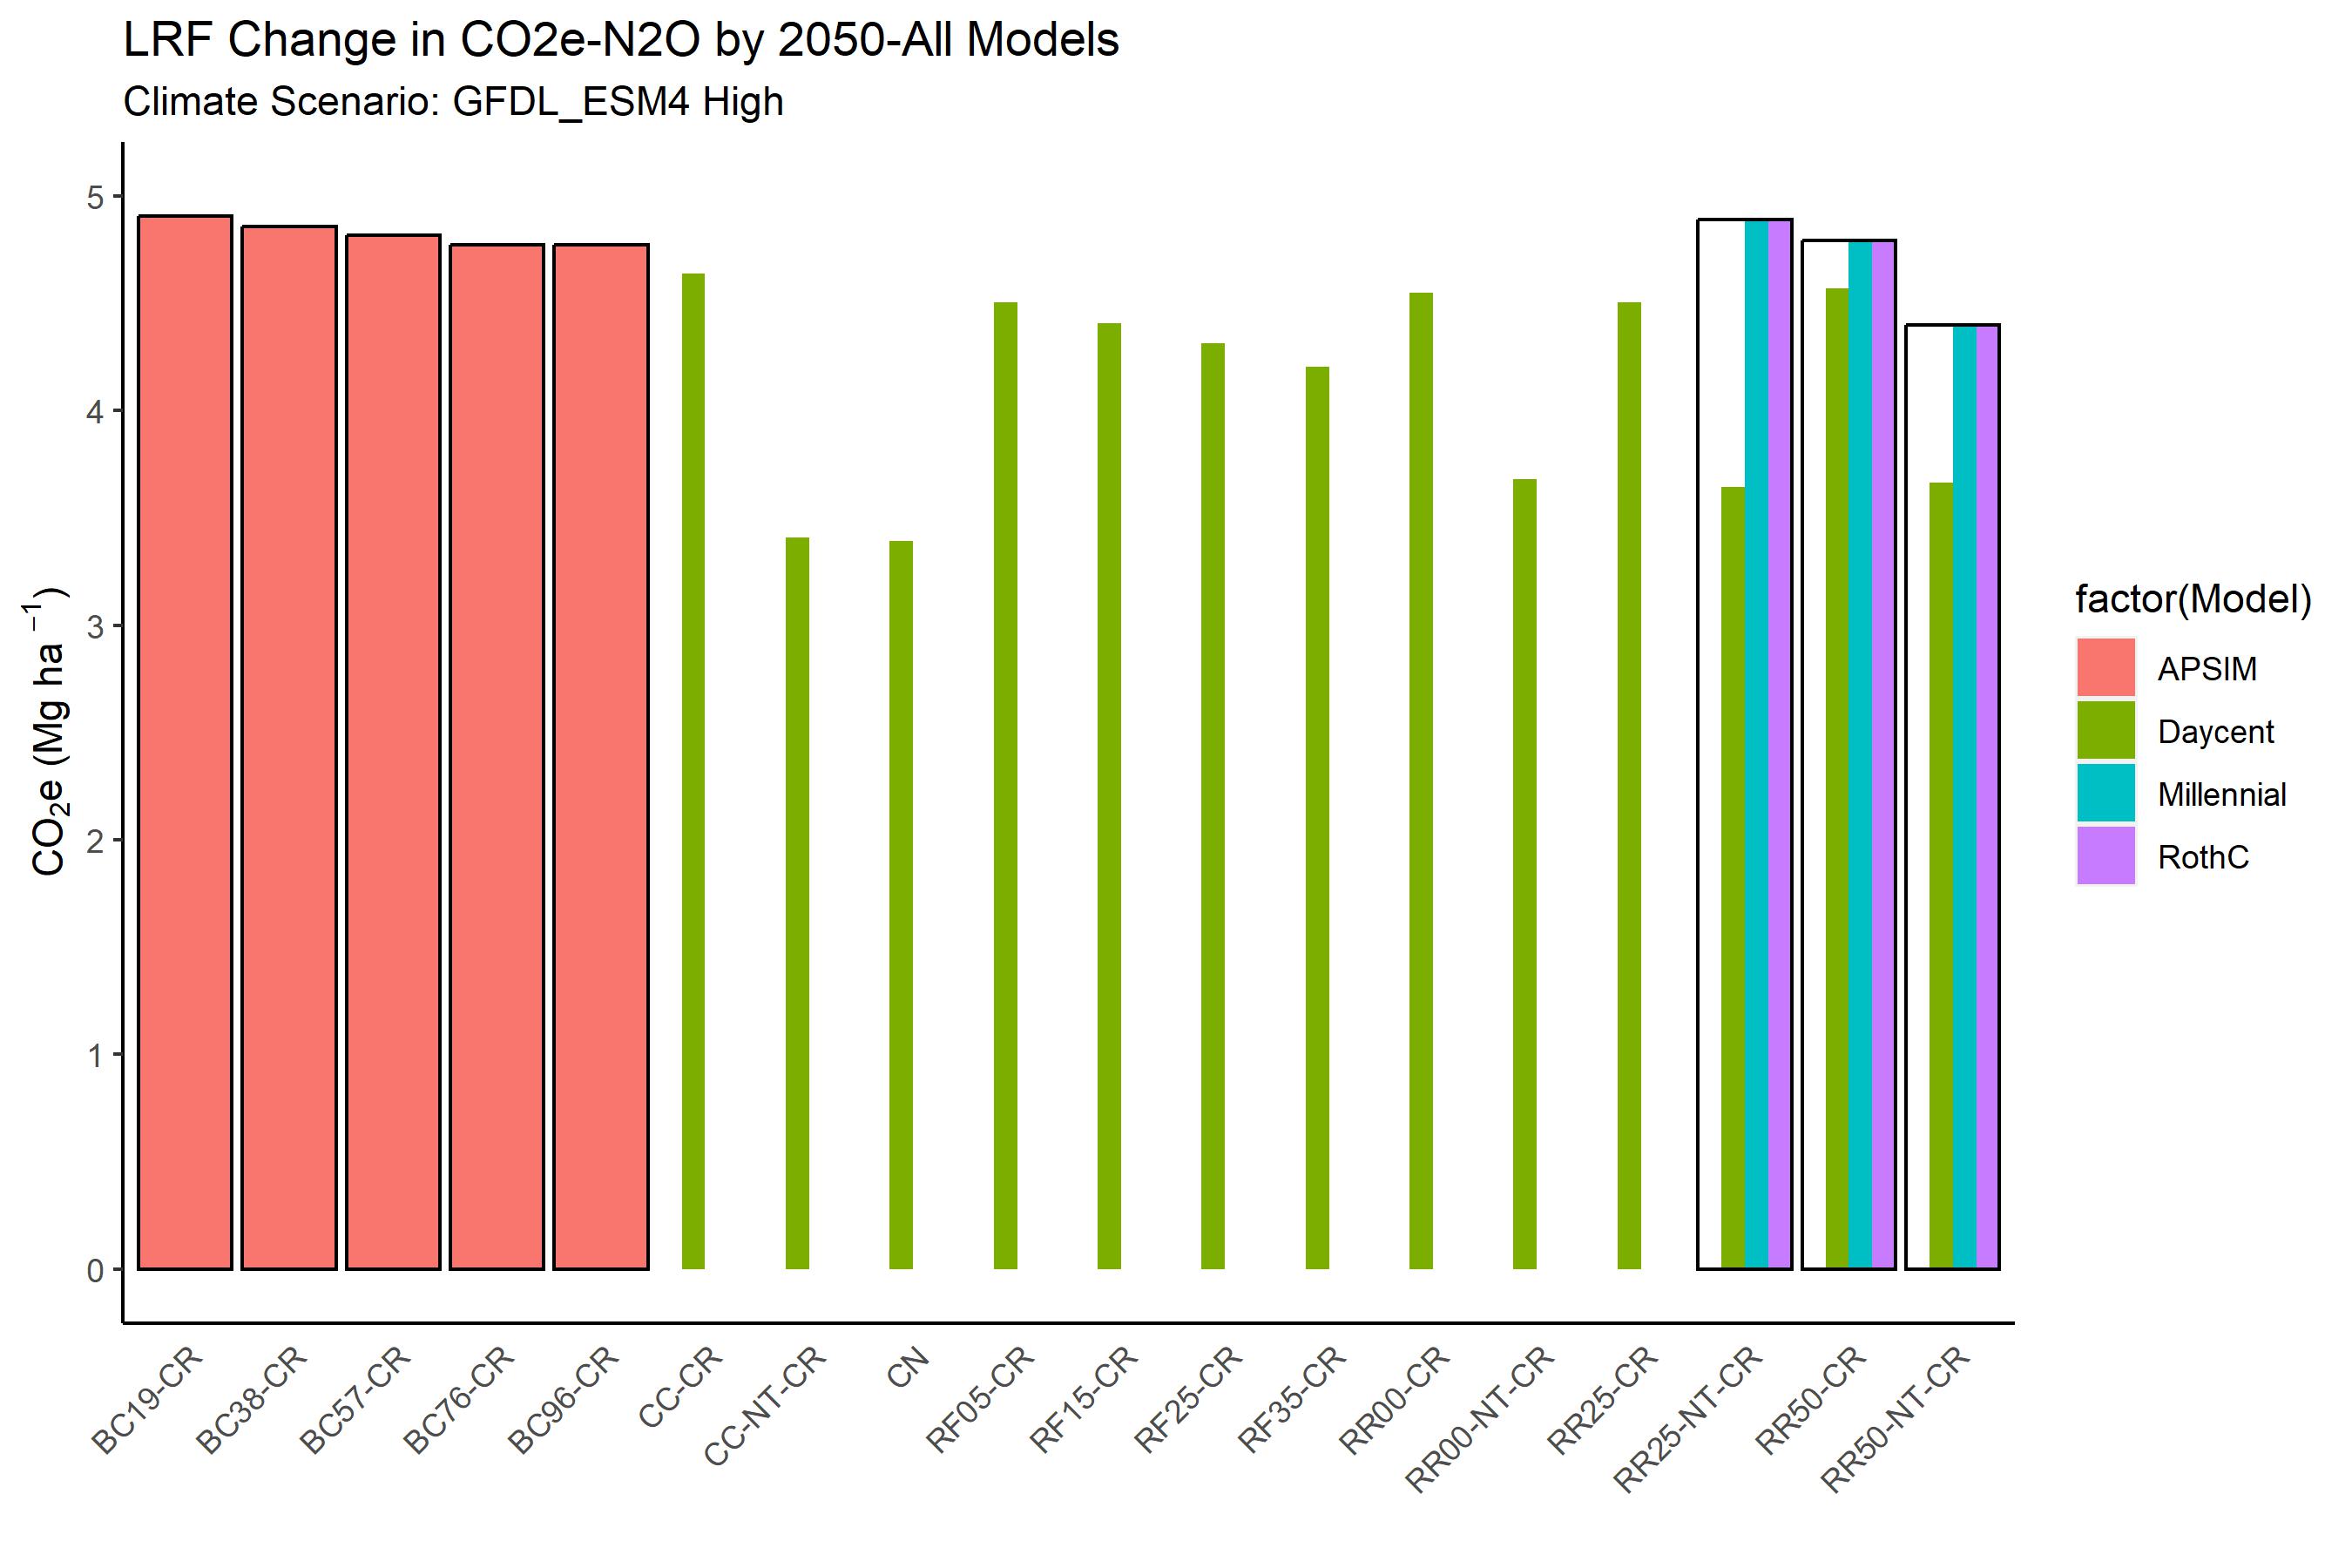 LRF Change in CO2e-N2O by 2050-All Models
Climate Scenario: GFDL_ESM4 High
CO₂e (Mg ha ⁻¹)
5
4
3
2
1
0
BC19-CR
BC38-CR
BC57-CR
BC76-CR
BC96-CR
CC-CR
CC-NT-CR
CN
RF05-CR
RF15-CR
RF25-CR
RF35-CR
RR00-CR
RR00-NT-CR
RR25-CR
RR25-NT-CR
RR50-CR
RR50-NT-CR
factor(Model)
APSIM
Daycent
Millennial
RothC